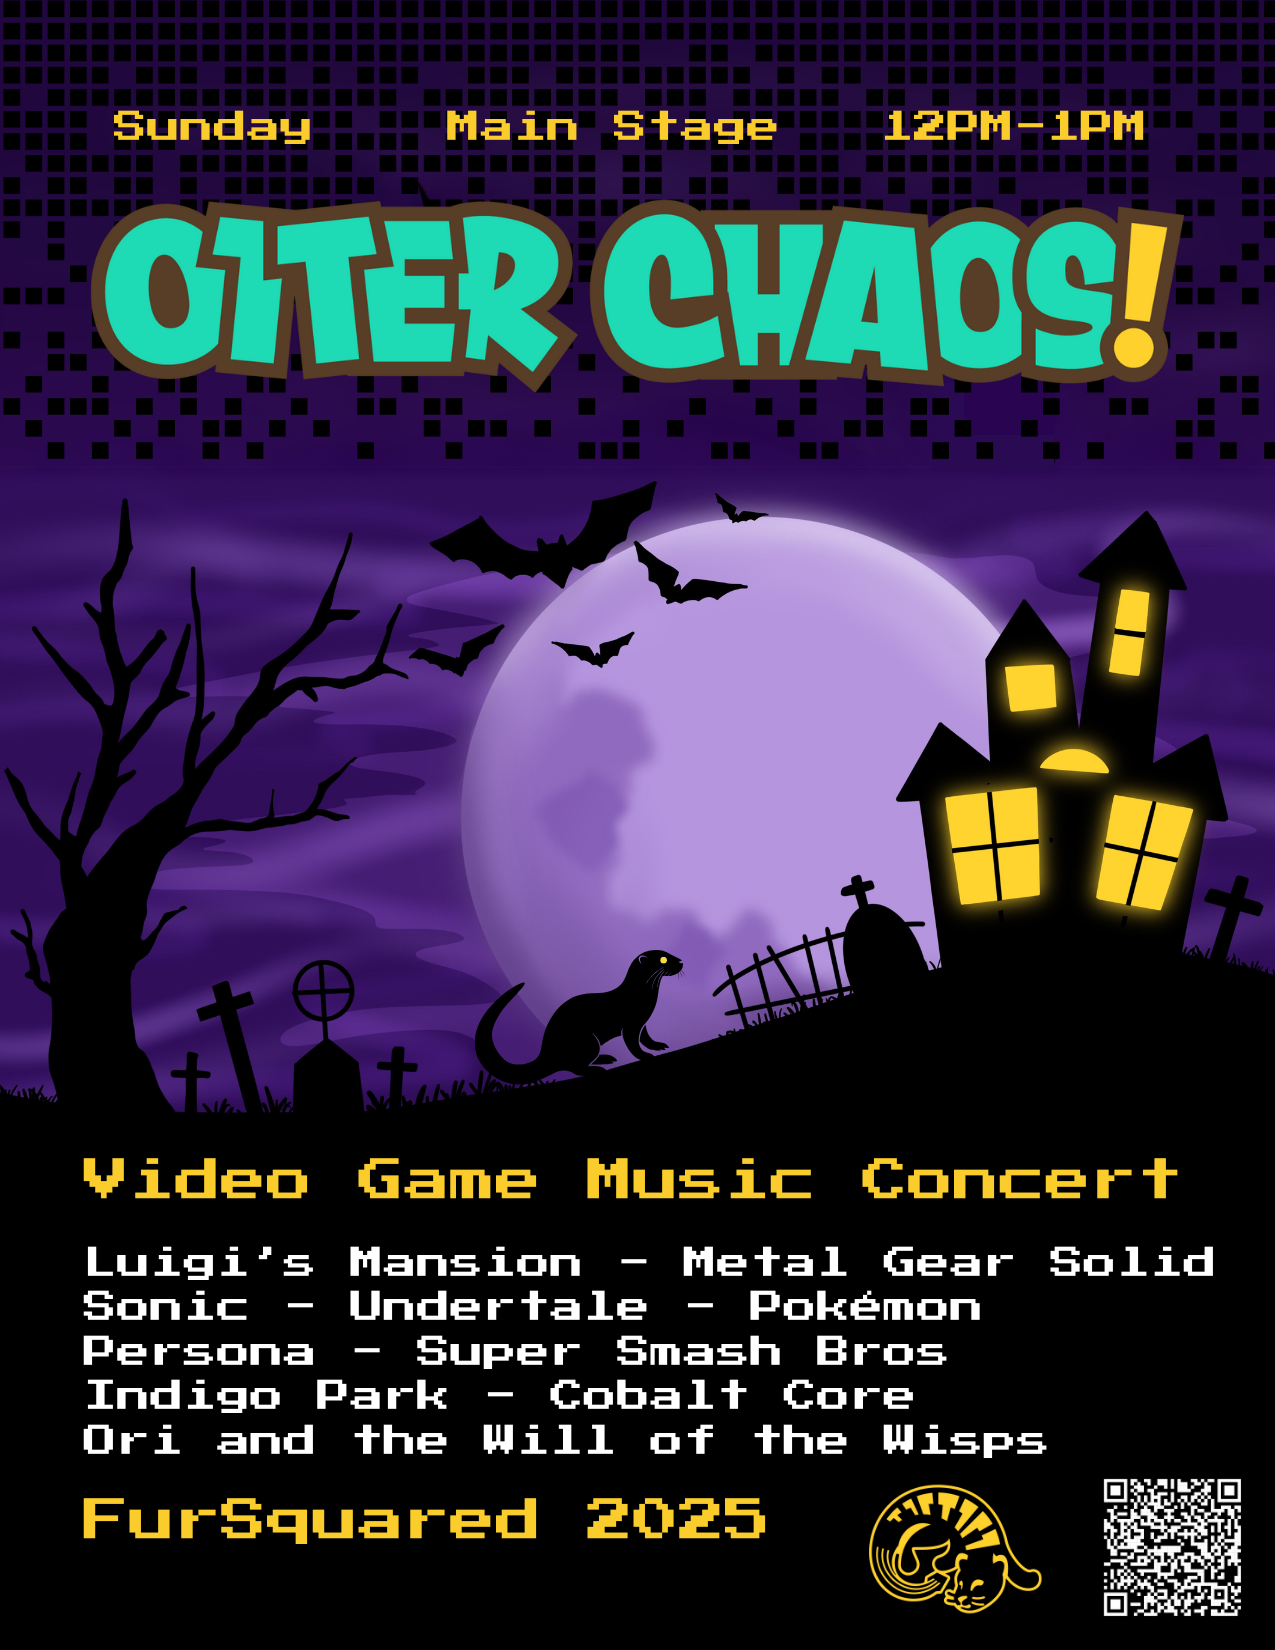 Sunday Main Stage 12PM-1PM
OTTER CHAOS!
Video Game Music Concert
Luigi's Mansion - Metal Gear Solid
Sonic - Undertale - Pokémon
Persona - Super Smash Bros
Indigo Park - Cobalt Core
Ori and the Will of the Wisps
FurSquared 2025